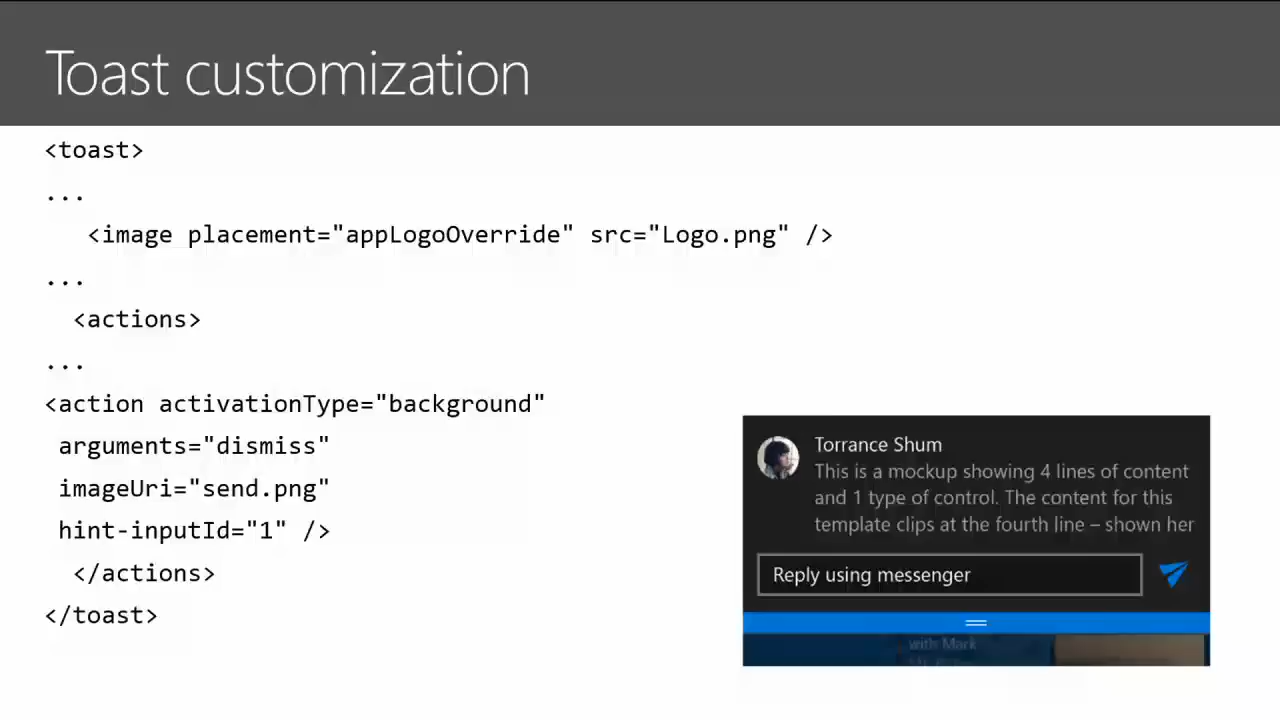 Toast customization
<toast>
...
<image placement="appLogoOverride" src="Logo.png" />
...
<actions>
...
<action activationType="background"
arguments="dismiss"
imageUri="send.png"
hint-inputId="1" />
</actions>
</toast>
Torrance Shum
This is a mockup showing 4 lines of content
and 1 type of control. The content for this
template clips at the fourth line – shown her
Reply using messenger
with Mark